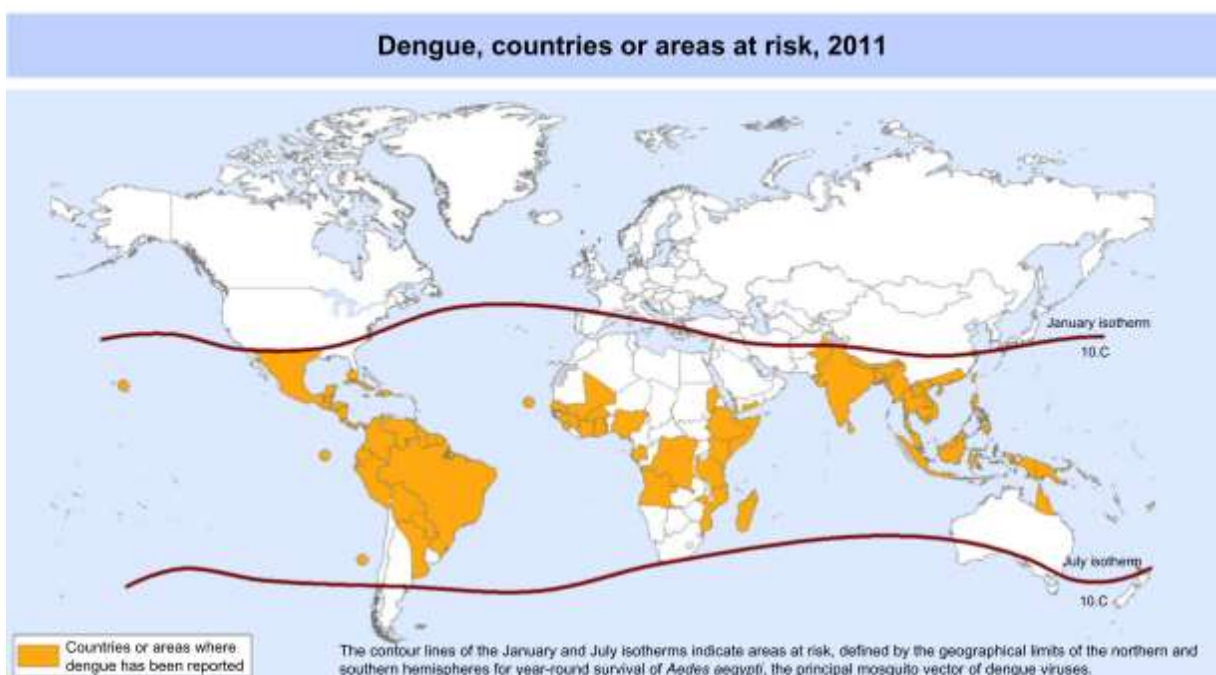 Dengue, countries or areas at risk, 2011
January isotherm
10.C
July isotherm
10.C
Countries or areas where
dengue has been reported
The contour lines of the January and July isotherms indicate areas at risk, defined by the geographical limits of the northern and
southern hemispheres for year-round survival of Aedes aegypti, the principal mosquito vector of dengue viruses.